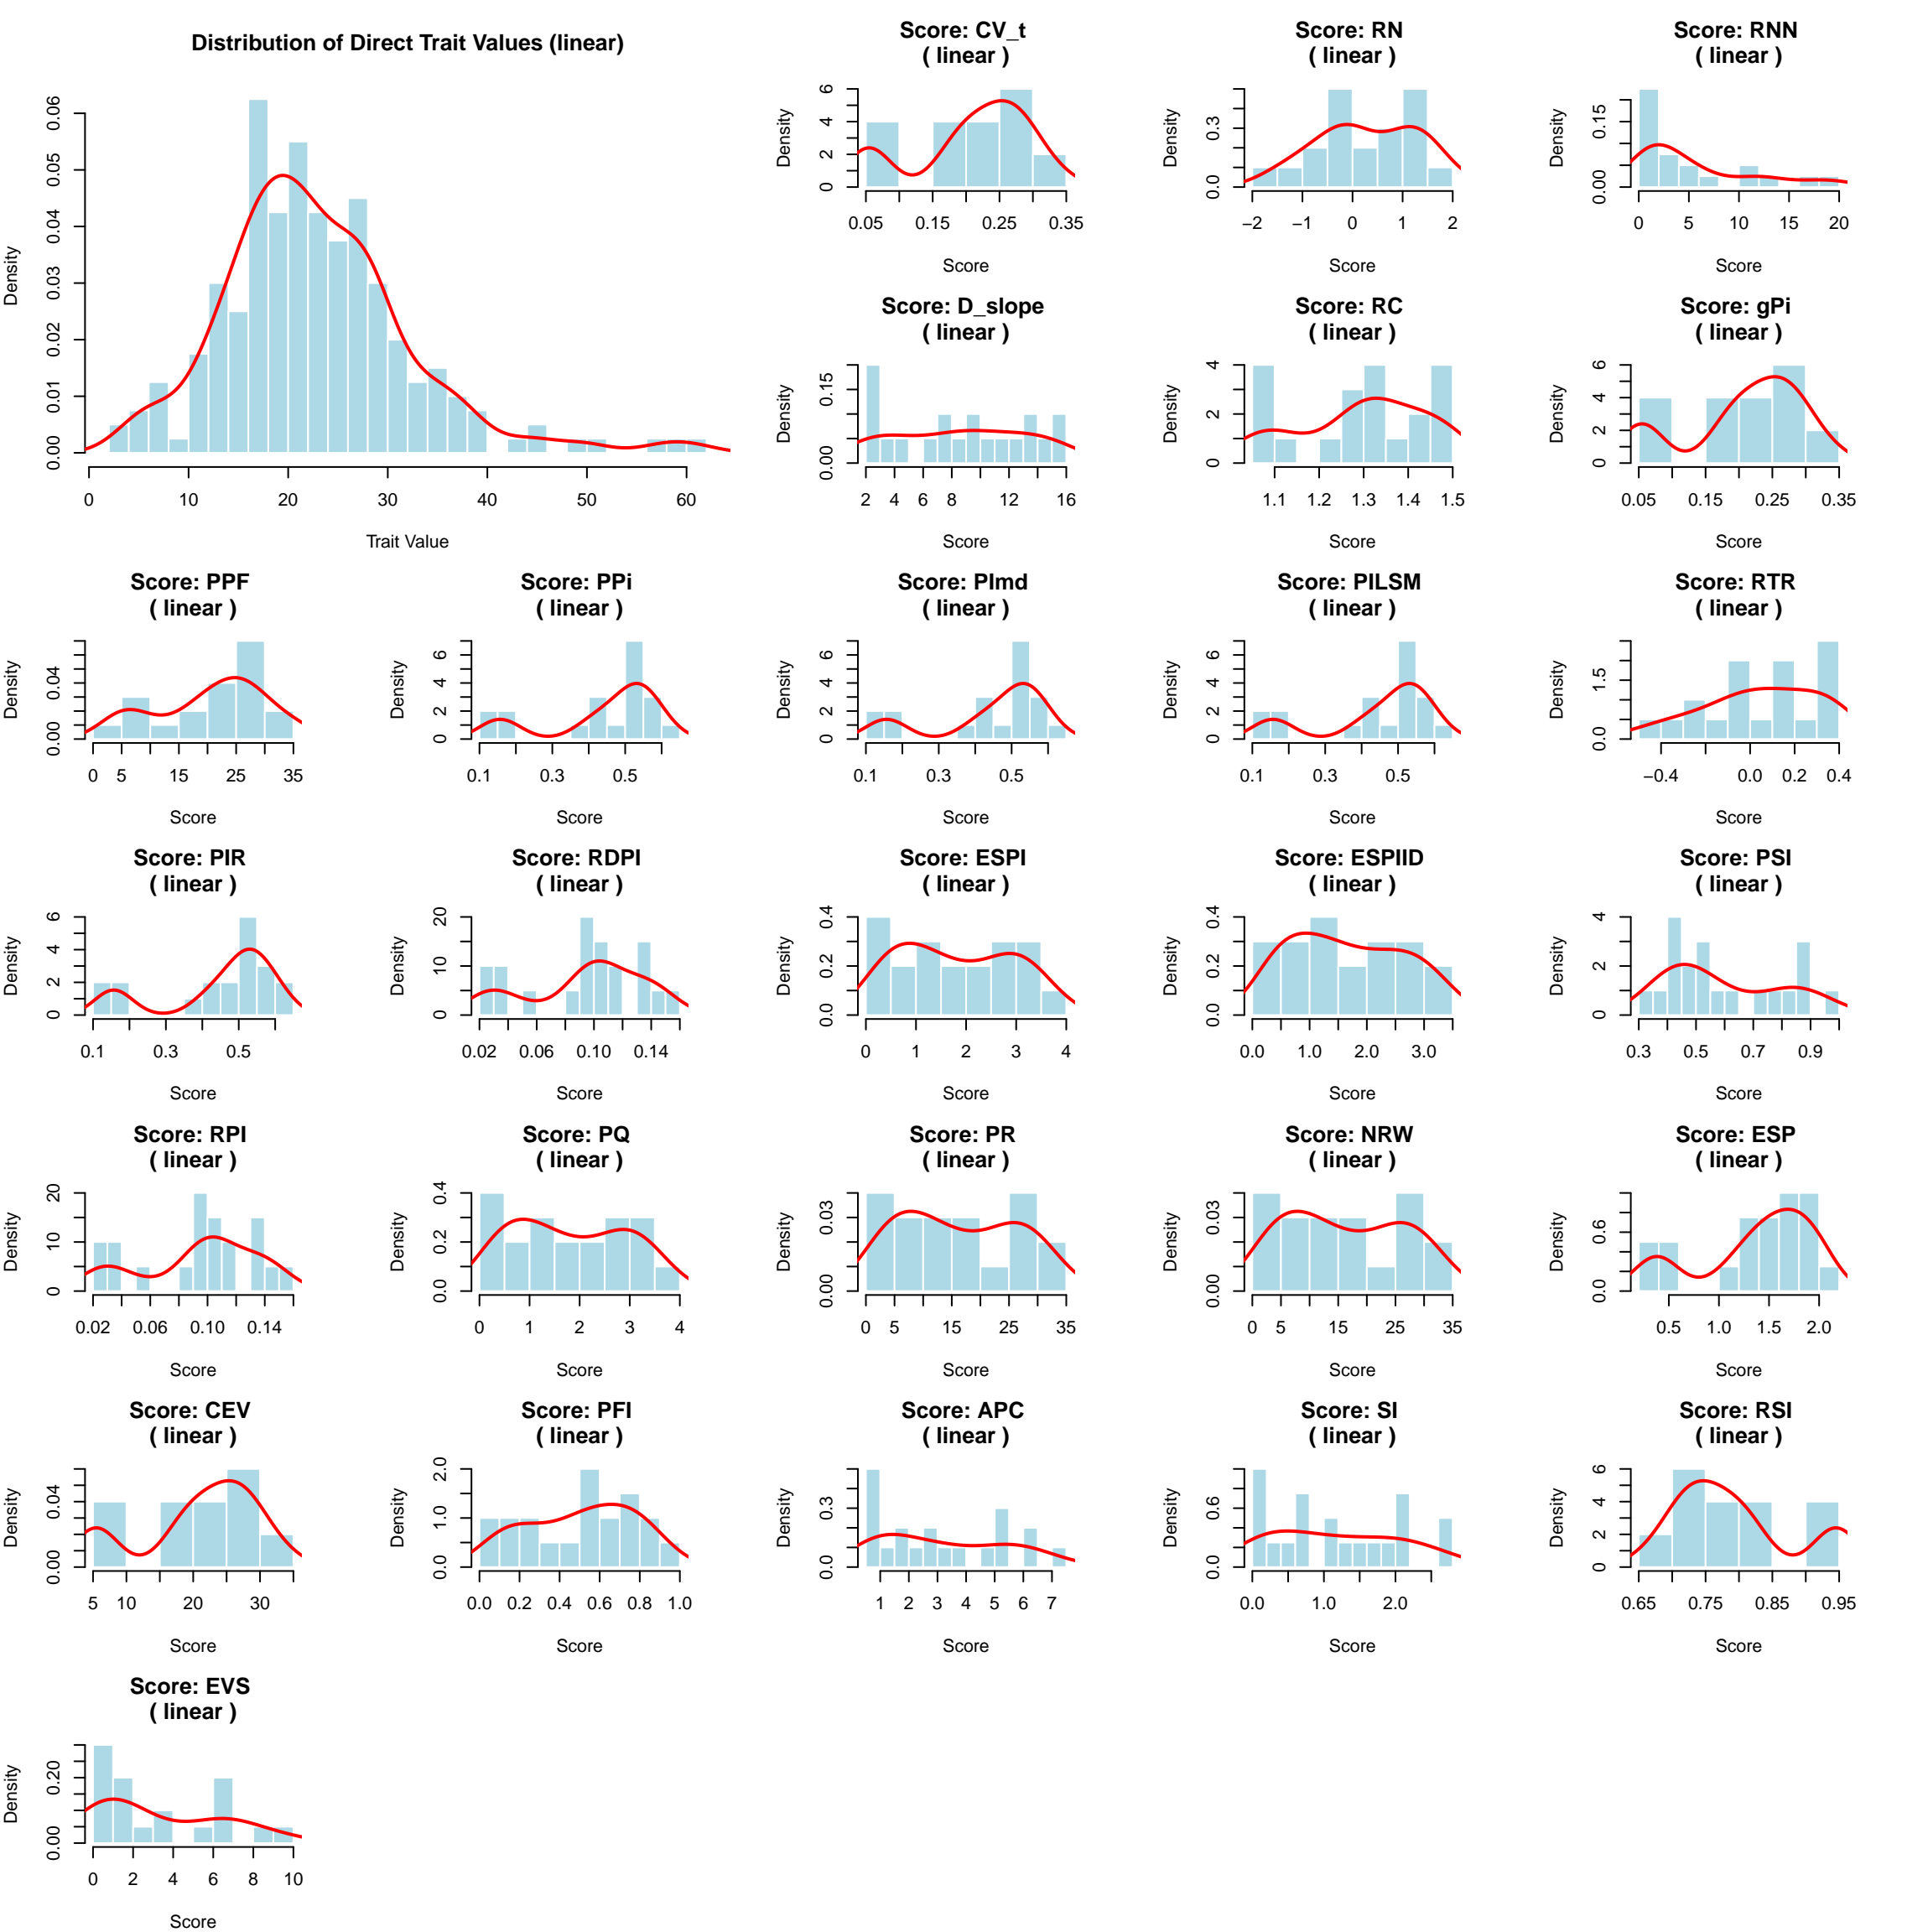 Distribution of Direct Trait Values (linear)
Density
0.00 0.01 0.02 0.03 0.04 0.05 0.06
0 10 20 30 40 50 60
Trait Value
Score: CV_t
( linear )
Density
0 2 4 6
0.05 0.15 0.25 0.35
Score
Score: RN
( linear )
Density
0.0 0.3
−2 −1 0 1 2
Score
Score: RNN
( linear )
Density
0.00 0.15
0 5 10 15 20
Score
Score: D_slope
( linear )
Density
0.00 0.15
2 4 6 8 12 16
Score
Score: RC
( linear )
Density
0 2 4
1.1 1.2 1.3 1.4 1.5
Score
Score: gPi
( linear )
Density
0 2 4 6
0.05 0.15 0.25 0.35
Score
Score: PPF
( linear )
Density
0.00 0.04
0 5 15 25 35
Score
Score: PPi
( linear )
Density
0 2 4 6
0.1 0.3 0.5
Score
Score: PImd
( linear )
Density
0 2 4 6
0.1 0.3 0.5
Score
Score: PILSM
( linear )
Density
0 2 4 6
0.1 0.3 0.5
Score
Score: RTR
( linear )
Density
0.0 1.5
−0.4 0.0 0.2 0.4
Score
Score: PIR
( linear )
Density
0 2 4 6
0.1 0.3 0.5
Score
Score: RDPI
( linear )
Density
0 10 20
0.02 0.06 0.10 0.14
Score
Score: ESPI
( linear )
Density
0.0 0.2 0.4
0 1 2 3 4
Score
Score: ESPIID
( linear )
Density
0.0 0.2 0.4
0.0 1.0 2.0 3.0
Score
Score: PSI
( linear )
Density
0 2 4
0.3 0.5 0.7 0.9
Score
Score: RPI
( linear )
Density
0 10 20
0.02 0.06 0.10 0.14
Score
Score: PQ
( linear )
Density
0.0 0.2 0.4
0 1 2 3 4
Score
Score: PR
( linear )
Density
0.00 0.03
0 5 15 25 35
Score
Score: NRW
( linear )
Density
0.00 0.03
0 5 15 25 35
Score
Score: ESP
( linear )
Density
0.0 0.6
0.5 1.0 1.5 2.0
Score
Score: CEV
( linear )
Density
0.00 0.04
5 10 20 30
Score
Score: PFI
( linear )
Density
0.0 1.0 2.0
0.0 0.2 0.4 0.6 0.8 1.0
Score
Score: APC
( linear )
Density
0.0 0.3
1 2 3 4 5 6 7
Score
Score: SI
( linear )
Density
0.0 0.6
0.0 1.0 2.0
Score
Score: RSI
( linear )
Density
0 2 4 6
0.65 0.75 0.85 0.95
Score
Score: EVS
( linear )
Density
0.00 0.20
0 2 4 6 8 10
Score